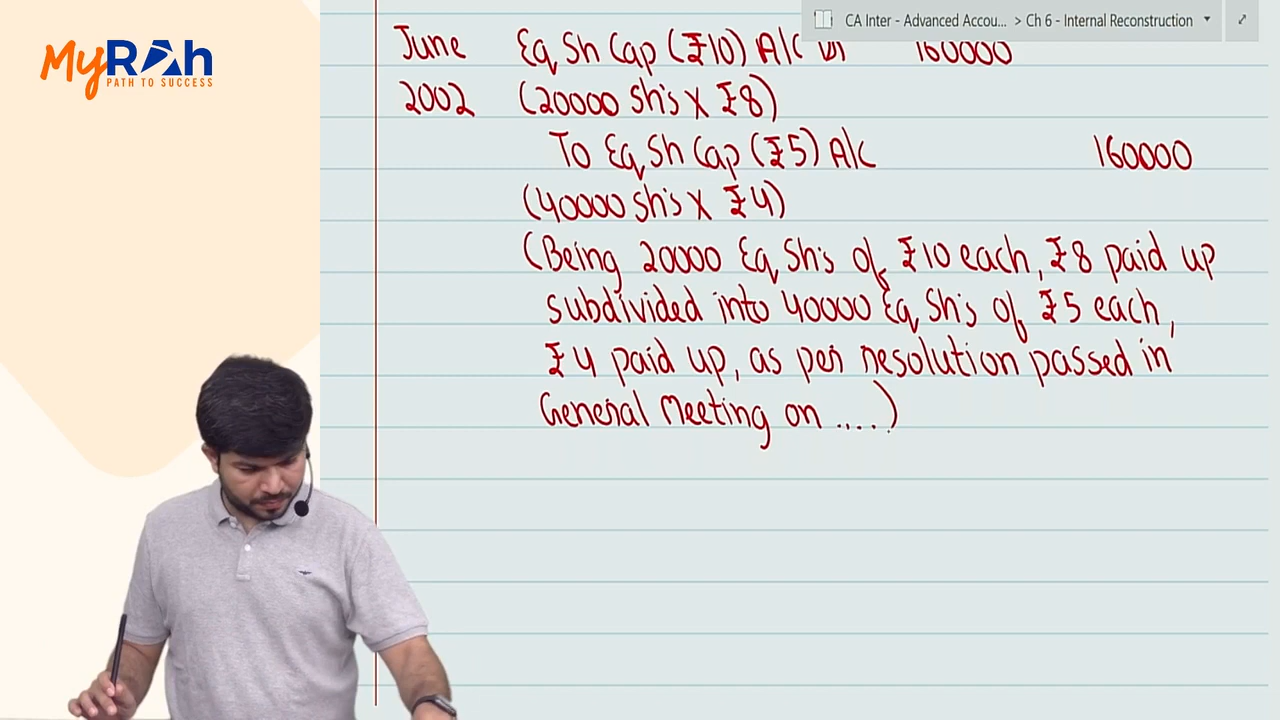 MyRAh
PATH TO SUCCESS
CA Inter - Advanced Accou... > Ch 6 - Internal Reconstruction
June Eq Sh Cap (₹10) A/c Dr 160000
2002 (20000 Sh's X ₹8)
To Eq Sh Cap (₹5) A/c 160000
(40000 Sh's X ₹4)
(Being 20000 Eq Sh's of ₹10 each, ₹8 paid up
subdivided into 40000 Eq Sh's of ₹5 each,
₹4 paid up, as per resolution passed in
General Meeting on ....)